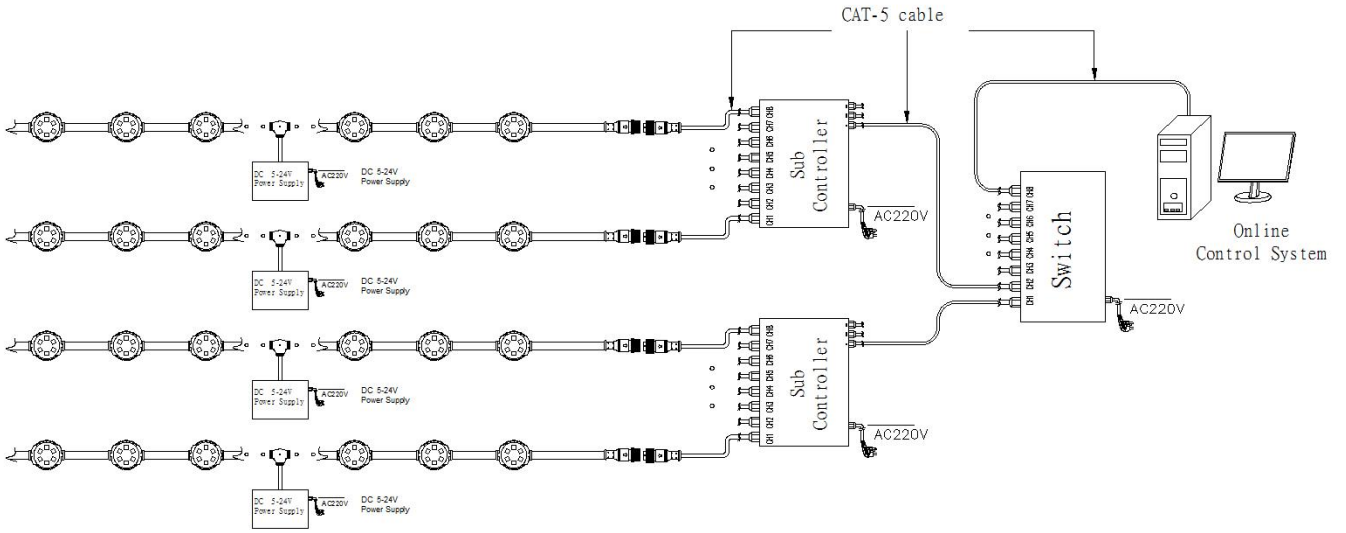 CAT-5 cable
CH8
CH7
CH6
CH5
CH4
CH3
CH2
CH1
Sub
Controller
AC220V
DC 5-24V
Power Supply
AC220V
DC 5-24V
Power Supply
DC 5-24V
Power Supply
AC220V
DC 5-24V
Power Supply
CH8
CH7
CH6
CH5
CH4
CH3
CH2
CH1
Switch
AC220V
Online
Control System
CH8
CH7
CH6
CH5
CH4
CH3
CH2
CH1
Sub
Controller
AC220V
DC 5-24V
Power Supply
AC220V
DC 5-24V
Power Supply
DC 5-24V
Power Supply
AC220V
DC 5-24V
Power Supply